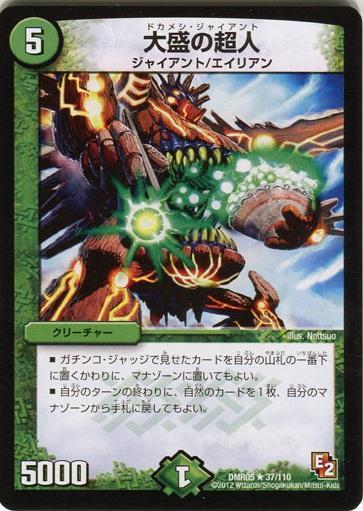 5
ドカメシ・ジャイアント
大盛の超人
ジャイアント/エイリアン
illus. Nottsuo
クリーチャー
■ ガチンコ・ジャッジで見せたカードを自分の山札の一番下
に置くかわりに、マナゾーンに置いてもよい。
■ 自分のターンの終わりに、自然のカードを1枚、自分のマ
ナゾーンから手札に戻してもよい。
5000
1
E2
DMR05 ★ 37/110
©2012 Wizards/Shogakukan/Mitsui-Kids